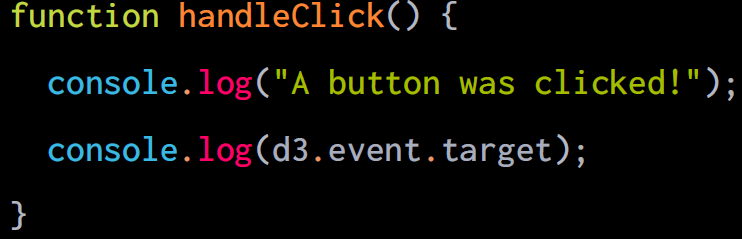 function handleClick() {
  console.log("A button was clicked!");
  console.log(d3.event.target);
}